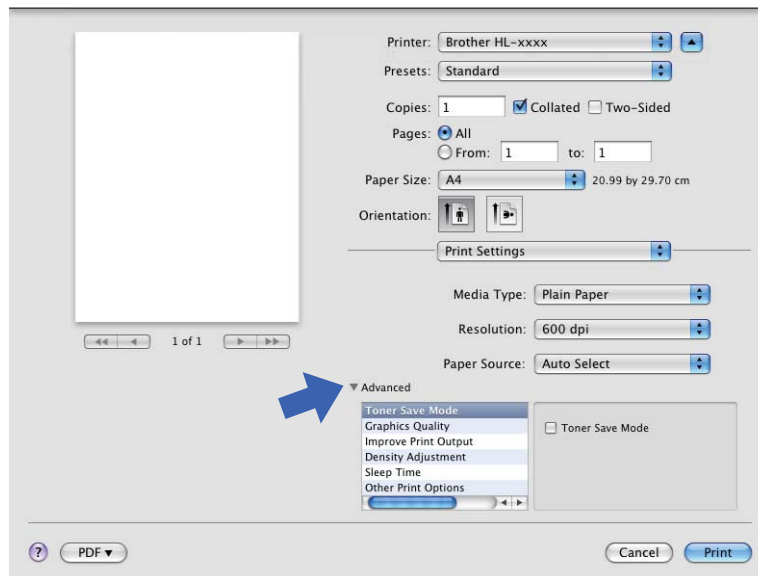 Printer: Brother HL-xxxx
Presets: Standard
Copies: 1 Collated Two-Sided
Pages: All
From: 1 to: 1
Paper Size: A4 20.99 by 29.70 cm
Orientation:
Print Settings
Media Type: Plain Paper
Resolution: 600 dpi
Paper Source: Auto Select
1 of 1
Advanced
Toner Save Mode
Graphics Quality
Improve Print Output
Density Adjustment
Sleep Time
Other Print Options
Toner Save Mode
? PDF Cancel Print